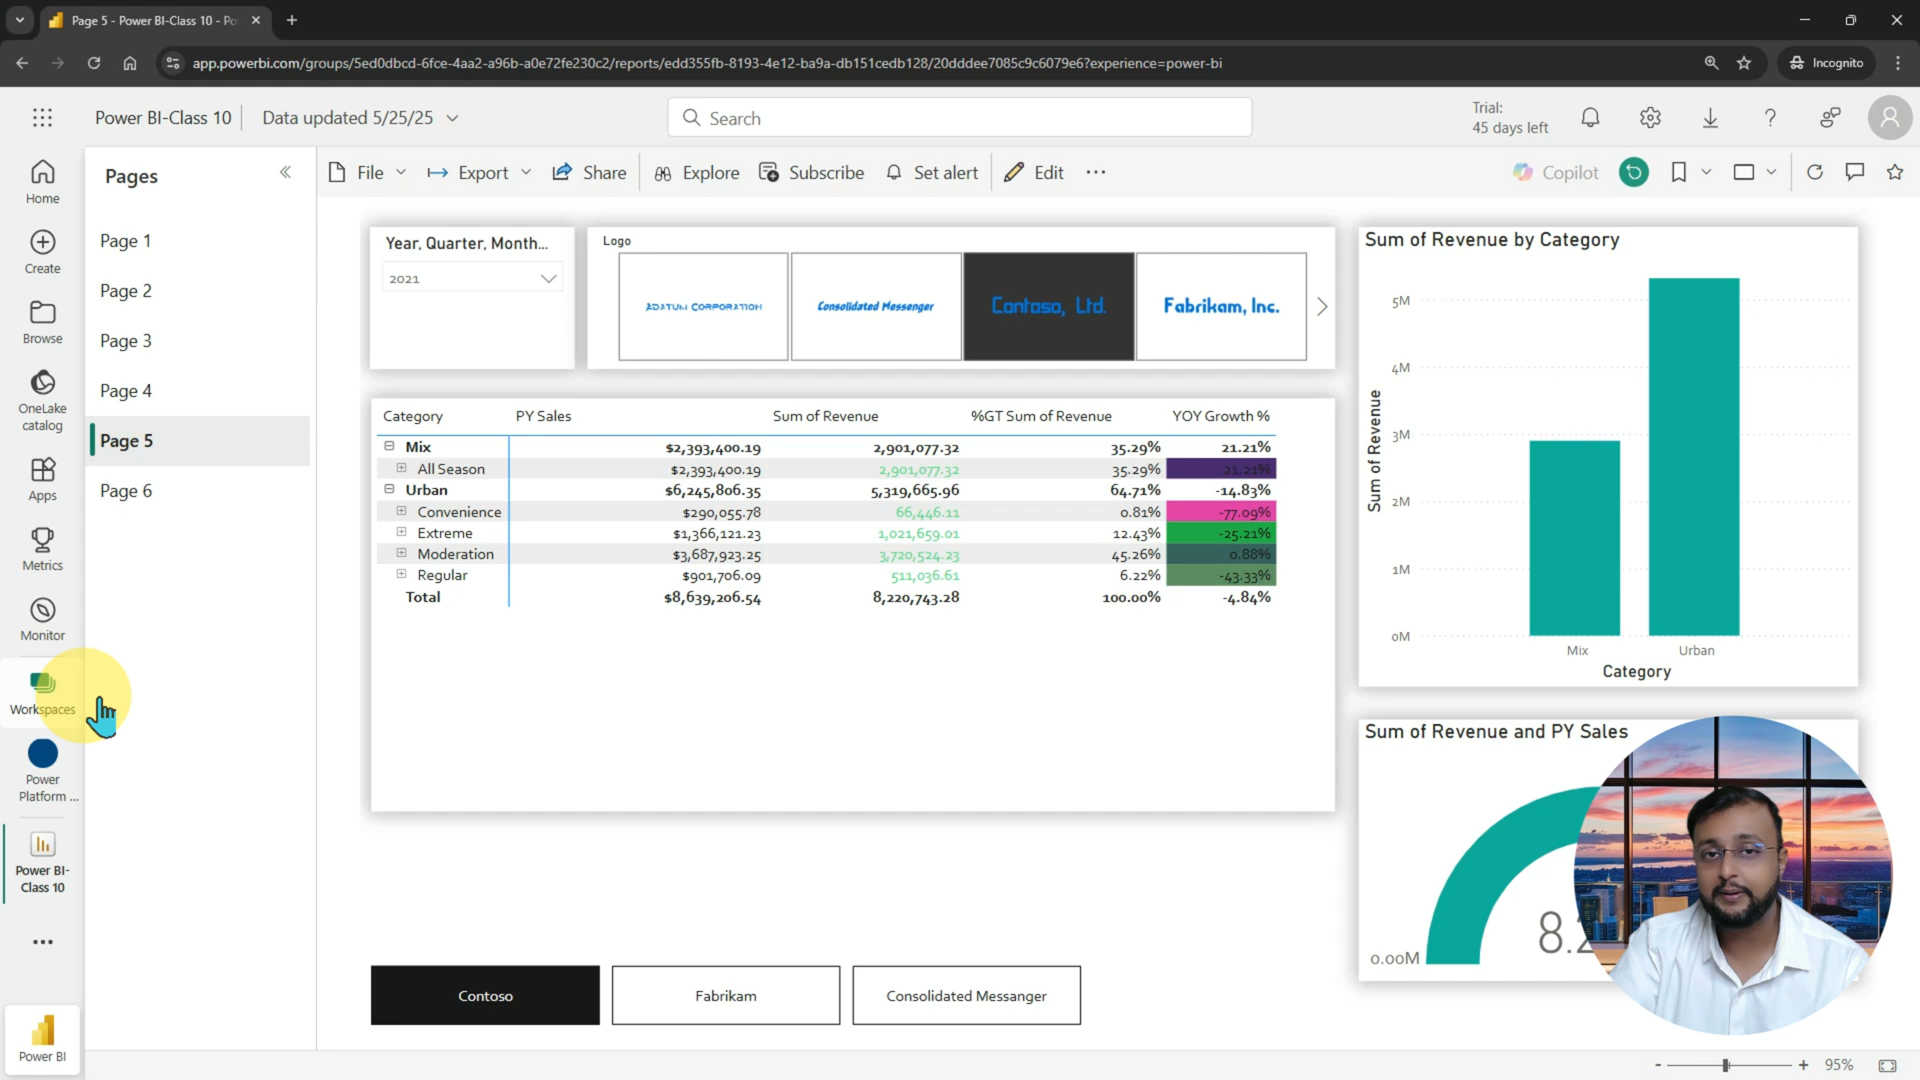 Page 5 - Power BI-Class 10 - Po
app.powerbi.com/groups/5ed0dbcd-6fce-4aa2-a96b-a0e72fe230c2/reports/edd355fb-8193-4e12-ba9a-db151cedb128/20dddee7085c9c6079e6?experience=power-bi
Incognito
Power BI-Class 10
Data updated 5/25/25
Search
Trial:
45 days left
Home
Create
Browse
OneLake
catalog
Apps
Metrics
Monitor
Workspaces
Power
Platform ...
Power BI-
Class 10
Power BI
Pages
Page 1
Page 2
Page 3
Page 4
Page 5
Page 6
File
Export
Share
Explore
Subscribe
Set alert
Edit
Copilot
Year, Quarter, Month...
2021
Logo
Adatum Corporation
Consolidated Messenger
Contoso, Ltd.
Fabrikam, Inc.
Category PY Sales Sum of Revenue %GT Sum of Revenue YOY Growth %
Mix $2,393,400.19 2,901,077.32 35.29% 21.21%
All Season $2,393,400.19 2,901,077.32 35.29% 21.21%
Urban $6,245,806.35 5,319,665.96 64.71% -14.83%
Convenience $290,055.78 66,446.11 0.81% -77.09%
Extreme $1,366,121.23 1,021,659.01 12.43% -25.21%
Moderation $3,687,923.25 3,720,524.23 45.26% 0.88%
Regular $901,706.09 511,036.61 6.22% -43.33%
Total $8,639,206.54 8,220,743.28 100.00% -4.84%
Contoso
Fabrikam
Consolidated Messanger
Sum of Revenue by Category
Sum of Revenue
5M
4M
3M
2M
1M
0M
Mix
Urban
Category
Sum of Revenue and PY Sales
0.00M
8.2
95%